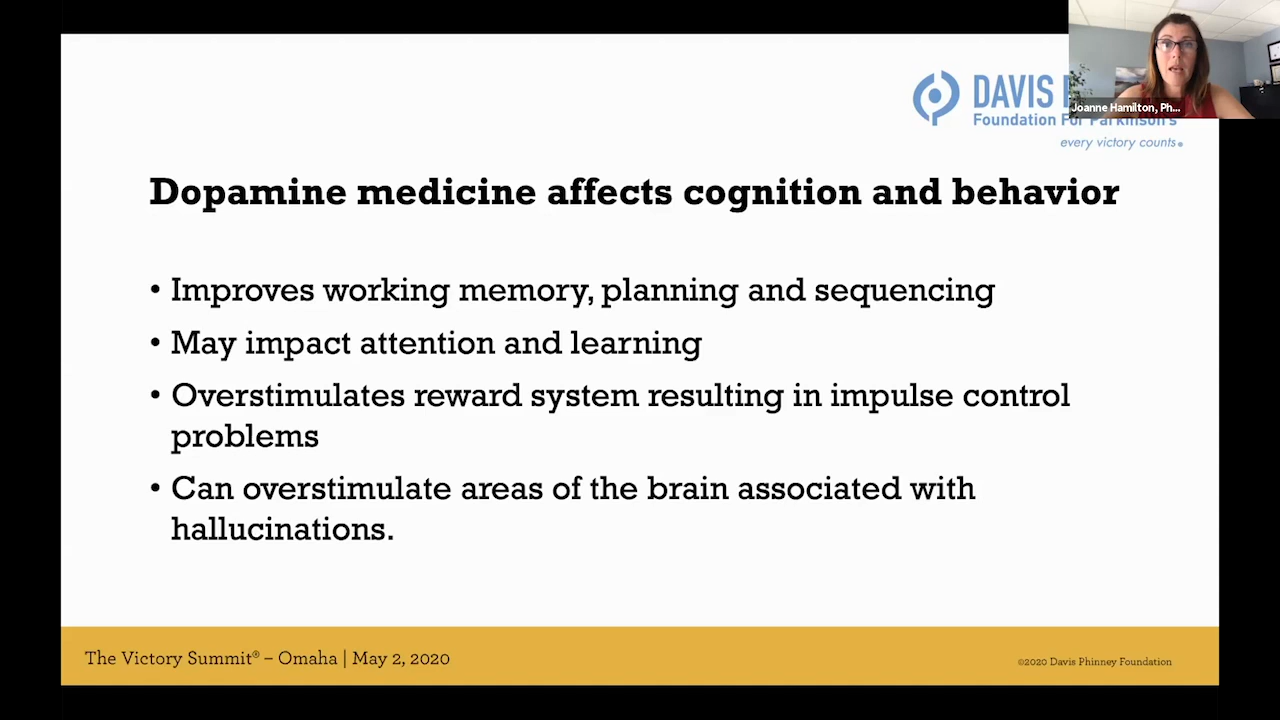 DAVIS P
Foundation For Parkinson's
every victory counts.
Joanne Hamilton, Ph...
Dopamine medicine affects cognition and behavior
• Improves working memory, planning and sequencing
• May impact attention and learning
• Overstimulates reward system resulting in impulse control
problems
• Can overstimulate areas of the brain associated with
hallucinations.
The Victory Summit® – Omaha | May 2, 2020
©2020 Davis Phinney Foundation